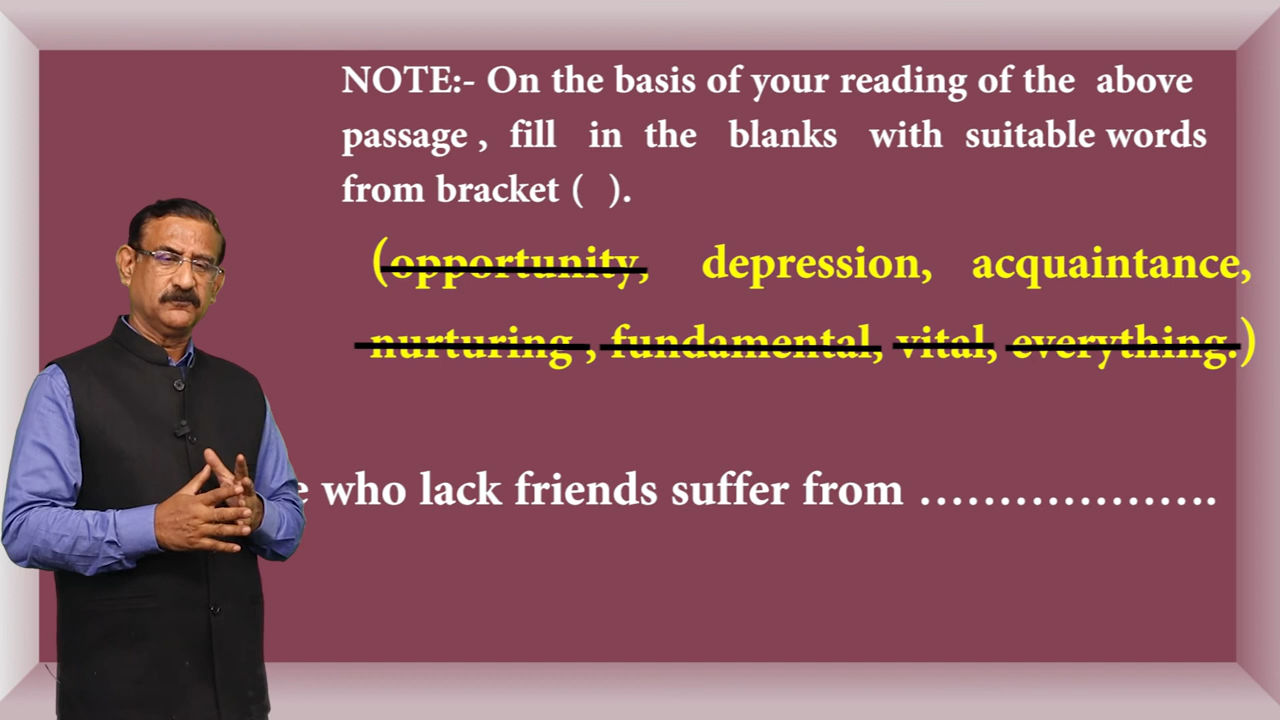 NOTE:- On the basis of your reading of the above
passage , fill in the blanks with suitable words
from bracket ( ).
(opportunity, depression, acquaintance,
nurturing , fundamental, vital, everything.)
who lack friends suffer from ………………….